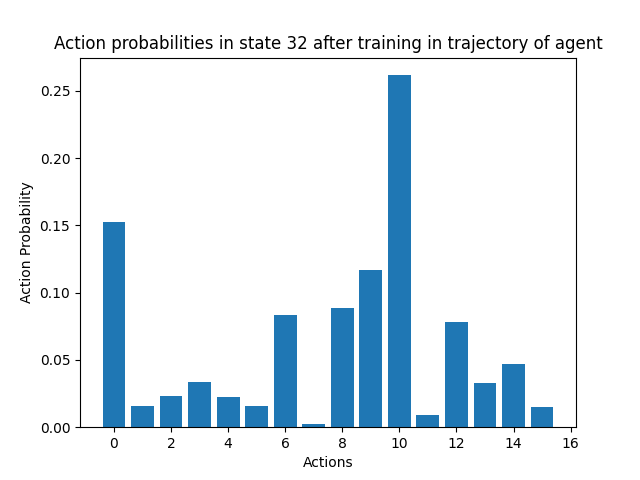 Action probabilities in state 32 after training in trajectory of agent
0.25
0.20
0.15
0.10
0.05
0.00
Action Probability
0 2 4 6 8 10 12 14 16
Actions